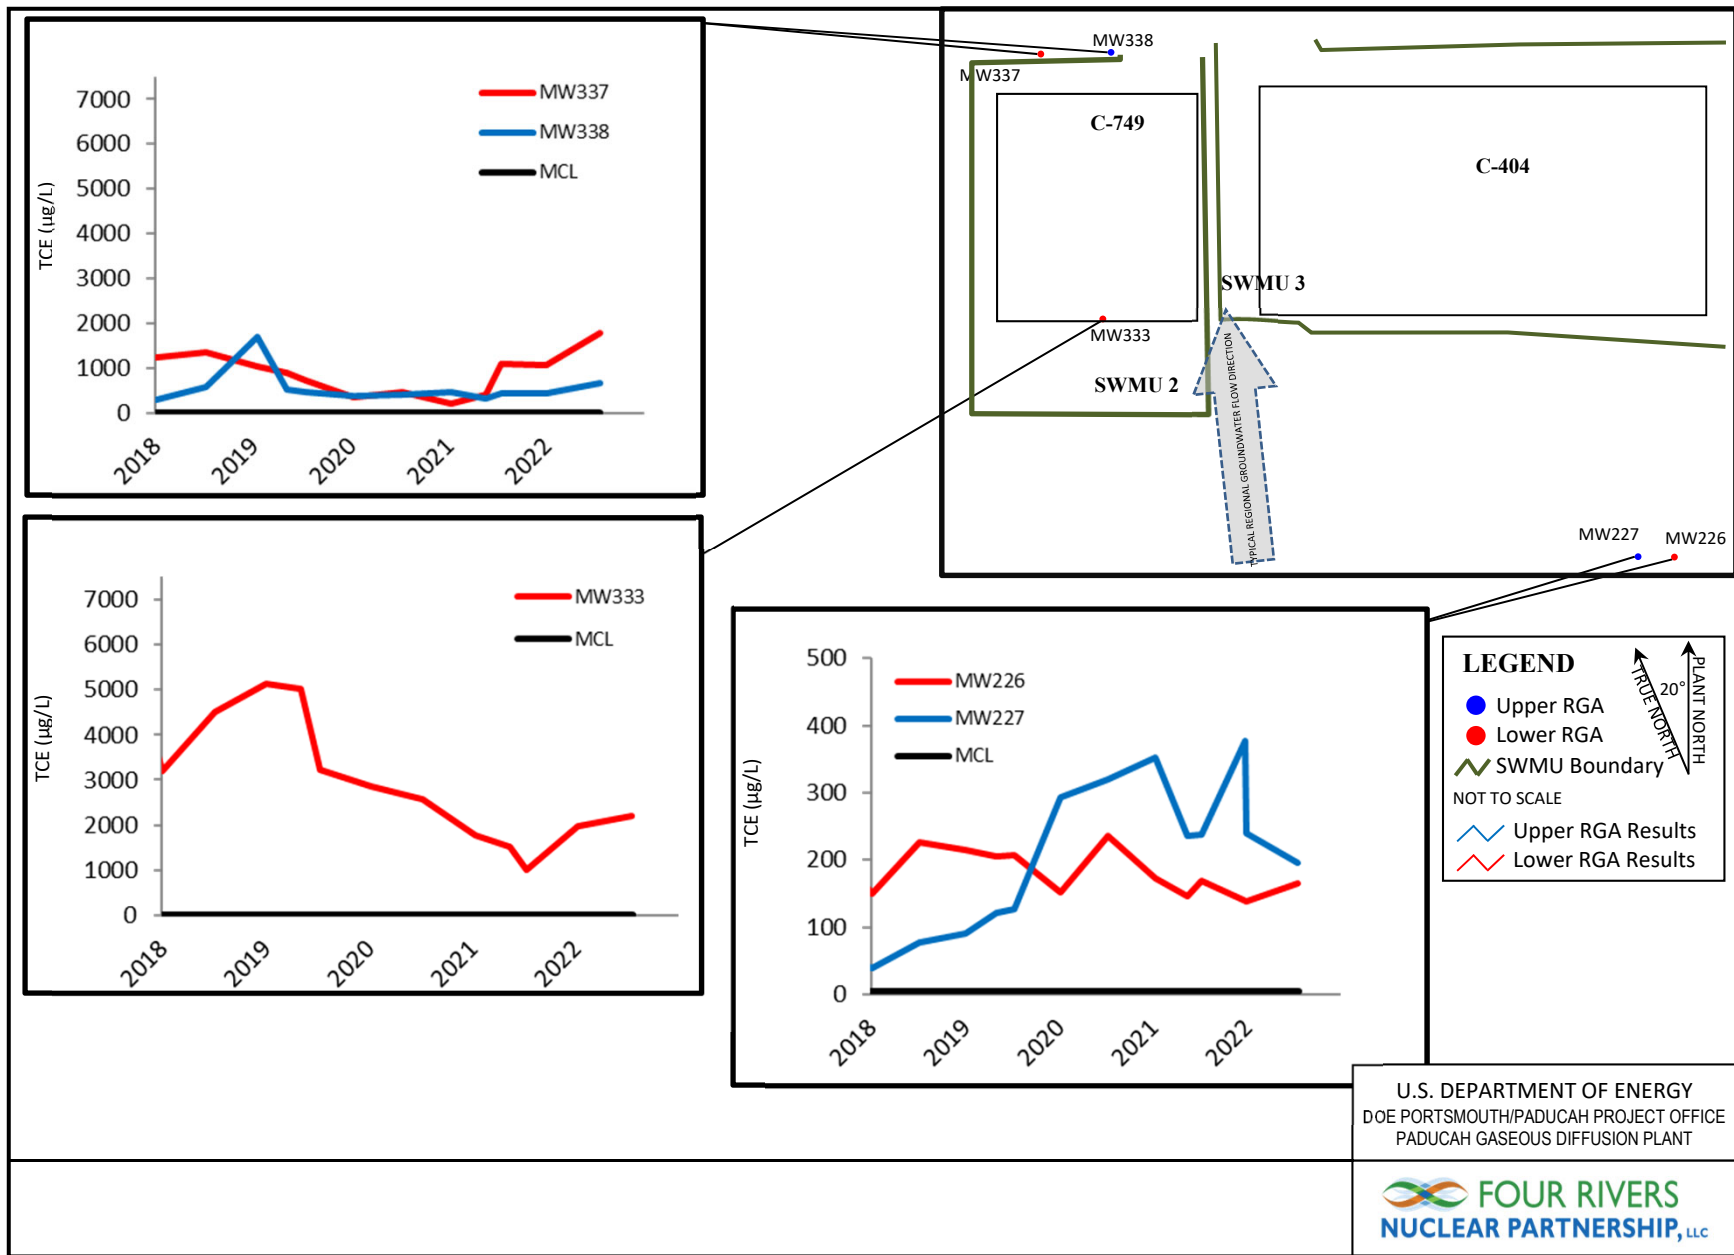 7000
6000
5000
4000
3000
2000
1000
0
TCE (µg/L)
2018
2019
2020
2021
2022
MW337
MW338
MCL
MW338
MW337
C-749
C-404
SWMU 3
MW333
SWMU 2
TYPICAL REGIONAL GROUNDWATER FLOW DIRECTION
MW227
MW226
7000
6000
5000
4000
3000
2000
1000
0
TCE (µg/L)
2018
2019
2020
2021
2022
MW333
MCL
500
400
300
200
100
0
TCE (µg/L)
2018
2019
2020
2021
2022
MW226
MW227
MCL
LEGEND
Upper RGA
Lower RGA
SWMU Boundary
NOT TO SCALE
Upper RGA Results
Lower RGA Results
TRUE NORTH
20°
PLANT NORTH
U.S. DEPARTMENT OF ENERGY
DOE PORTSMOUTH/PADUCAH PROJECT OFFICE
PADUCAH GASEOUS DIFFUSION PLANT
FOUR RIVERS
NUCLEAR PARTNERSHIP, LLC